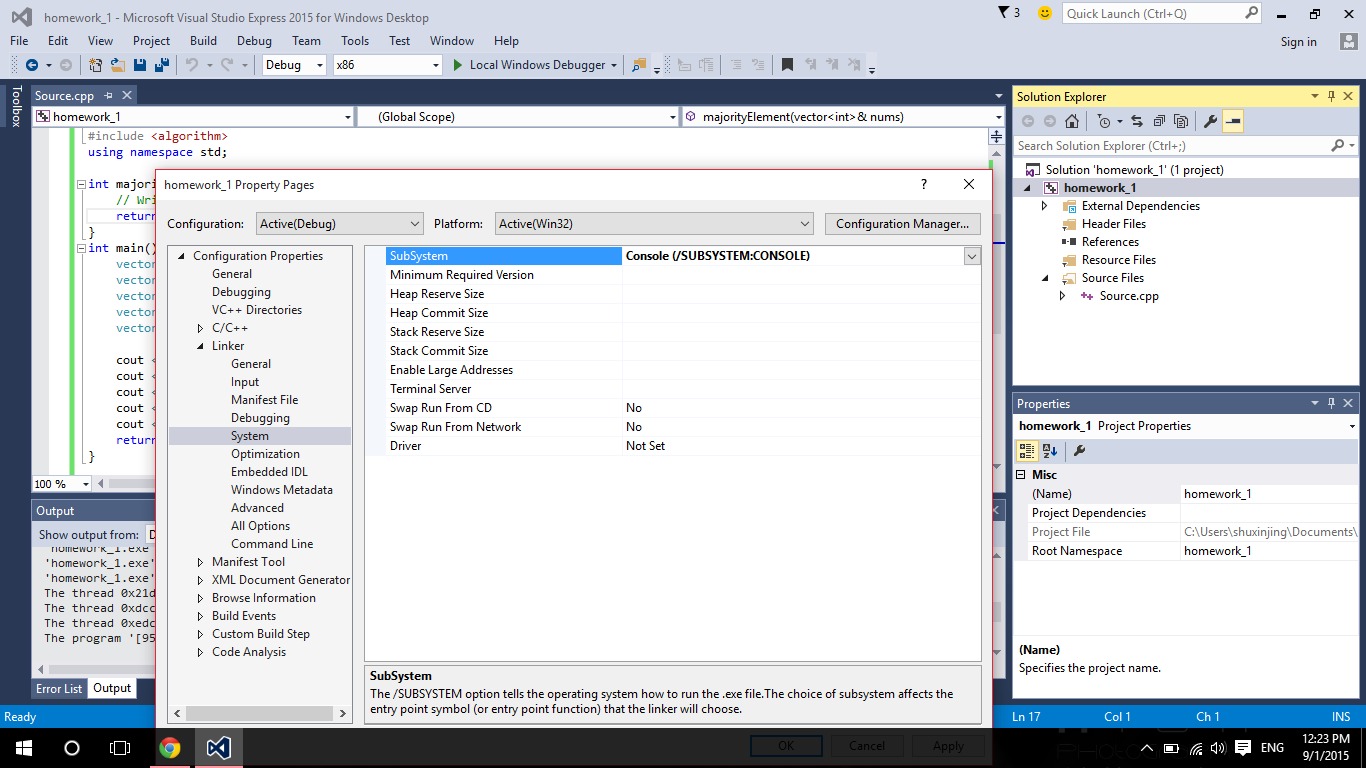 homework_1 - Microsoft Visual Studio Express 2015 for Windows Desktop
3
Quick Launch (Ctrl+Q)
File Edit View Project Build Debug Team Tools Test Window Help
Sign in
Debug x86 Local Windows Debugger
Toolbox
Source.cpp
homework_1 (Global Scope) majorityElement(vector<int>& nums)
#include <algorithm>
using namespace std;
int majori
// Wri
return
}
int main()
vector
vector
vector
vector
vector
cout <
cout <
cout <
cout <
cout <
return
}
100 %
homework_1 Property Pages
?
Configuration: Active(Debug) Platform: Active(Win32) Configuration Manager...
Configuration Properties
General
Debugging
VC++ Directories
C/C++
Linker
General
Input
Manifest File
Debugging
System
Optimization
Embedded IDL
Windows Metadata
Advanced
All Options
Command Line
Manifest Tool
XML Document Generator
Browse Information
Build Events
Custom Build Step
Code Analysis
SubSystem Console (/SUBSYSTEM:CONSOLE)
Minimum Required Version
Heap Reserve Size
Heap Commit Size
Stack Reserve Size
Stack Commit Size
Enable Large Addresses
Terminal Server
Swap Run From CD No
Swap Run From Network No
Driver Not Set
SubSystem
The /SUBSYSTEM option tells the operating system how to run the .exe file.The choice of subsystem affects the
entry point symbol (or entry point function) that the linker will choose.
OK Cancel Apply
Output
Show output from: D
'homework_1.exe'
'homework_1.exe'
'homework_1.exe'
The thread 0x21d
The thread 0xdcc
The thread 0xedc
The program '[95
Error List Output
Solution Explorer
Search Solution Explorer (Ctrl+;)
Solution 'homework_1' (1 project)
homework_1
External Dependencies
Header Files
References
Resource Files
Source Files
Source.cpp
Properties
homework_1 Project Properties
Misc
(Name) homework_1
Project Dependencies
Project File C:\Users\shuxinjing\Documents\
Root Namespace homework_1
(Name)
Specifies the project name.
Ready Ln 17 Col 1 Ch 1 INS
ENG
12:23 PM
9/1/2015